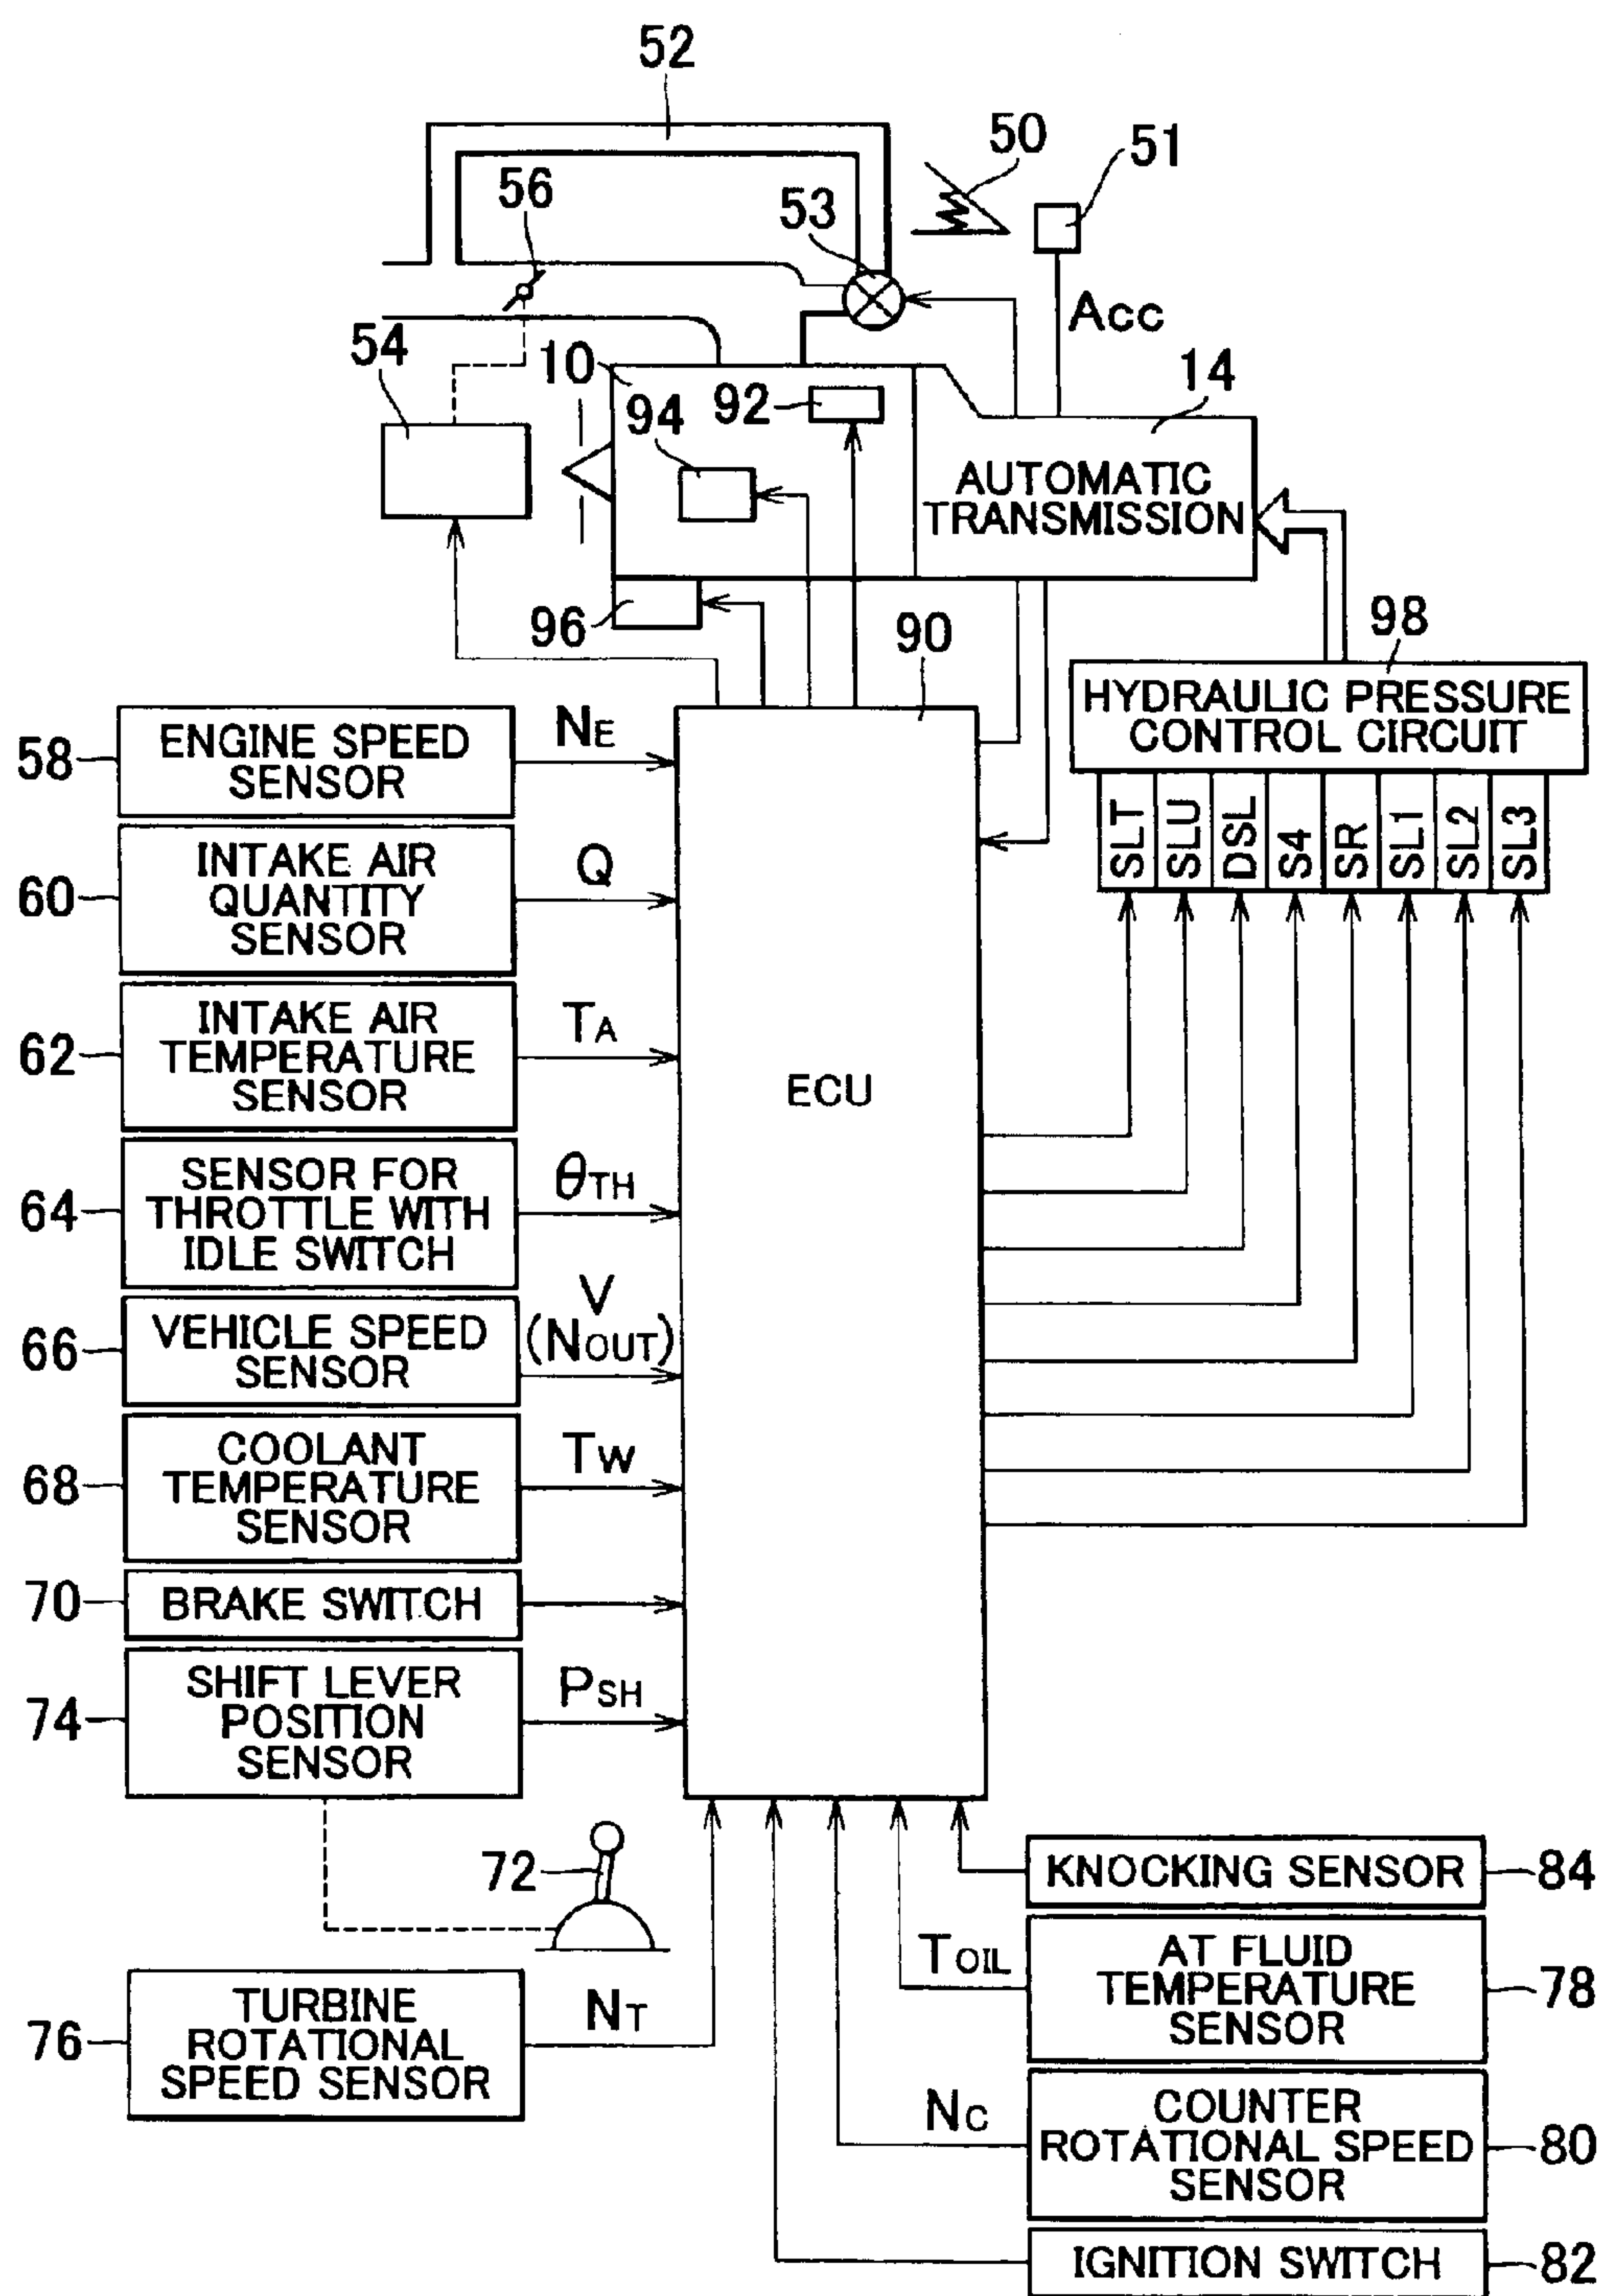 52
50
51
56
53
Acc
54
10
92
94
14
AUTOMATIC
TRANSMISSION
96
90
98
HYDRAULIC PRESSURE
CONTROL CIRCUIT
SLT
SLU
DSL
S4
SR
SL1
SL2
SL3
58
ENGINE SPEED
SENSOR
NE
60
INTAKE AIR
QUANTITY
SENSOR
Q
62
INTAKE AIR
TEMPERATURE
SENSOR
TA
ECU
64
SENSOR FOR
THROTTLE WITH
IDLE SWITCH
θTH
66
VEHICLE SPEED
SENSOR
V
(NOUT)
68
COOLANT
TEMPERATURE
SENSOR
TW
70
BRAKE SWITCH
74
SHIFT LEVER
POSITION
SENSOR
PSH
72
76
TURBINE
ROTATIONAL
SPEED SENSOR
NT
KNOCKING SENSOR
84
TOIL
AT FLUID
TEMPERATURE
SENSOR
78
NC
COUNTER
ROTATIONAL SPEED
SENSOR
80
IGNITION SWITCH
82